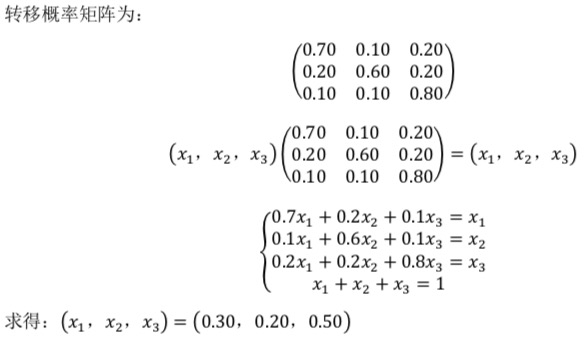 转移概率矩阵为：
0.70 0.10 0.20
0.20 0.60 0.20
0.10 0.10 0.80
(x₁，x₂，x₃)(0.70 0.10 0.20
0.20 0.60 0.20
0.10 0.10 0.80) = (x₁，x₂，x₃)
0.7x₁ + 0.2x₂ + 0.1x₃ = x₁
0.1x₁ + 0.6x₂ + 0.1x₃ = x₂
0.2x₁ + 0.2x₂ + 0.8x₃ = x₃
x₁ + x₂ + x₃ = 1
求得：(x₁，x₂，x₃) = (0.30，0.20，0.50)